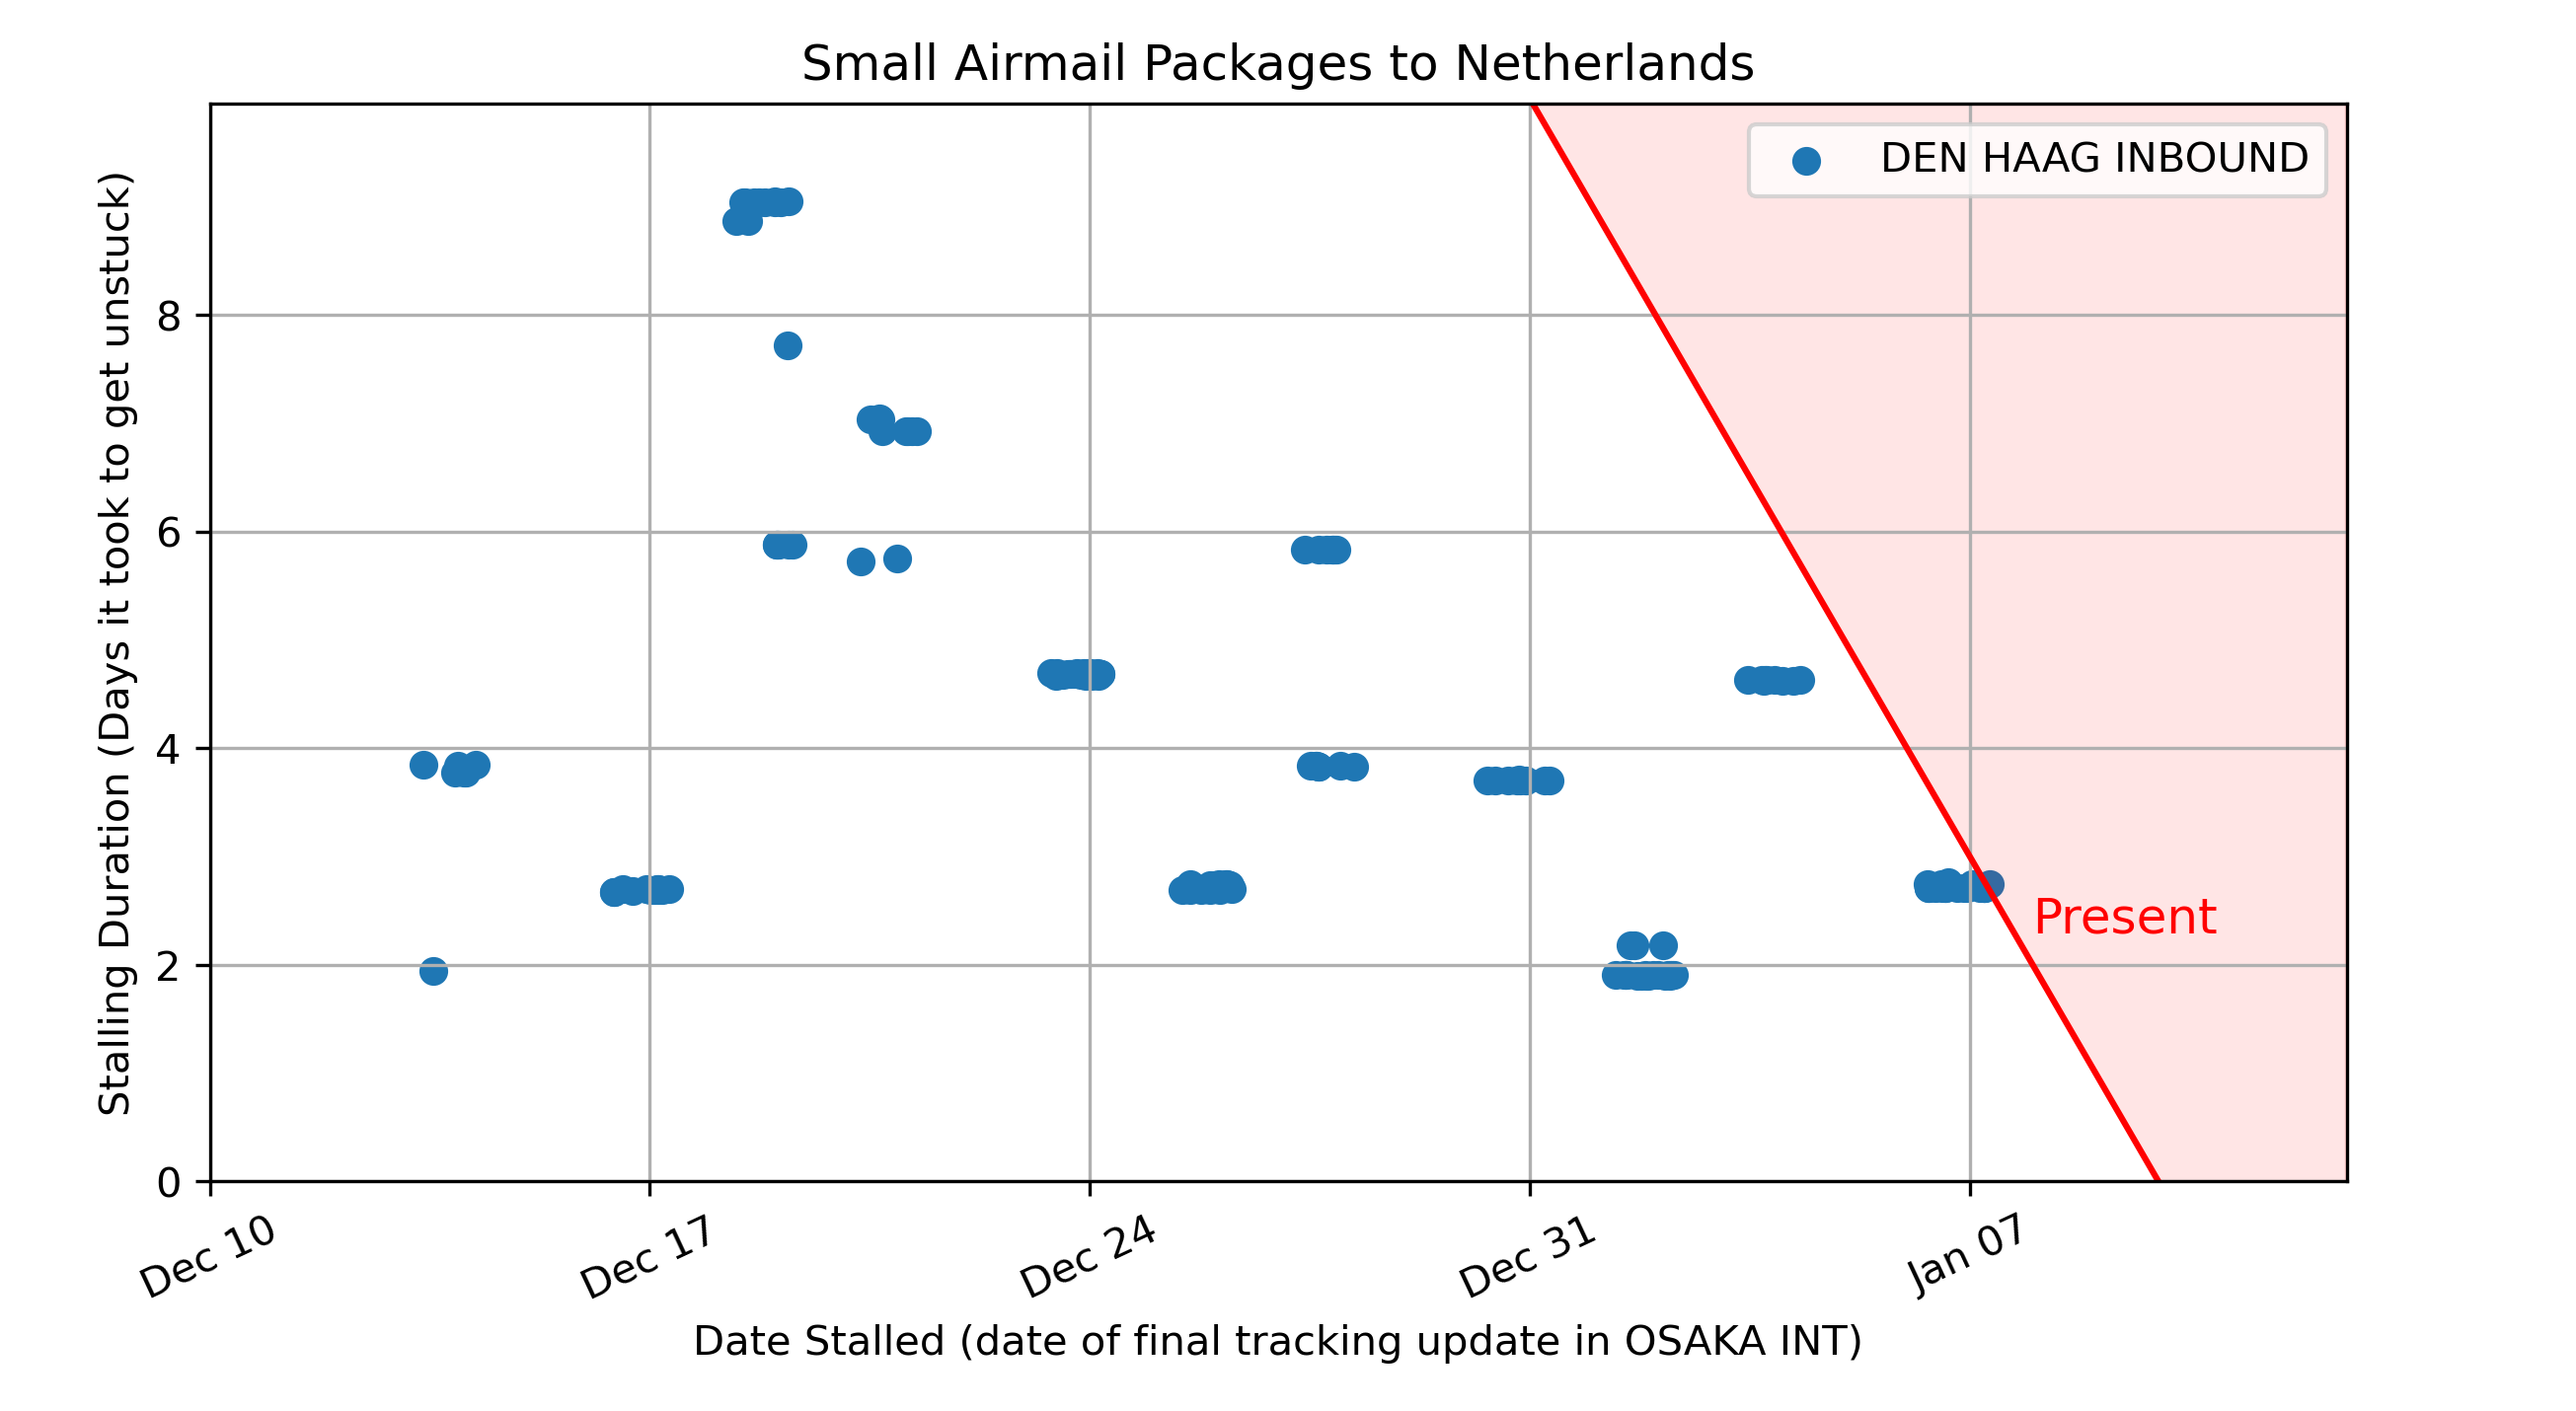 Small Airmail Packages to Netherlands
DEN HAAG INBOUND
Stalling Duration (Days it took to get unstuck)
8
6
4
2
0
Present
Dec 10
Dec 17
Dec 24
Dec 31
Jan 07
Date Stalled (date of final tracking update in OSAKA INT)